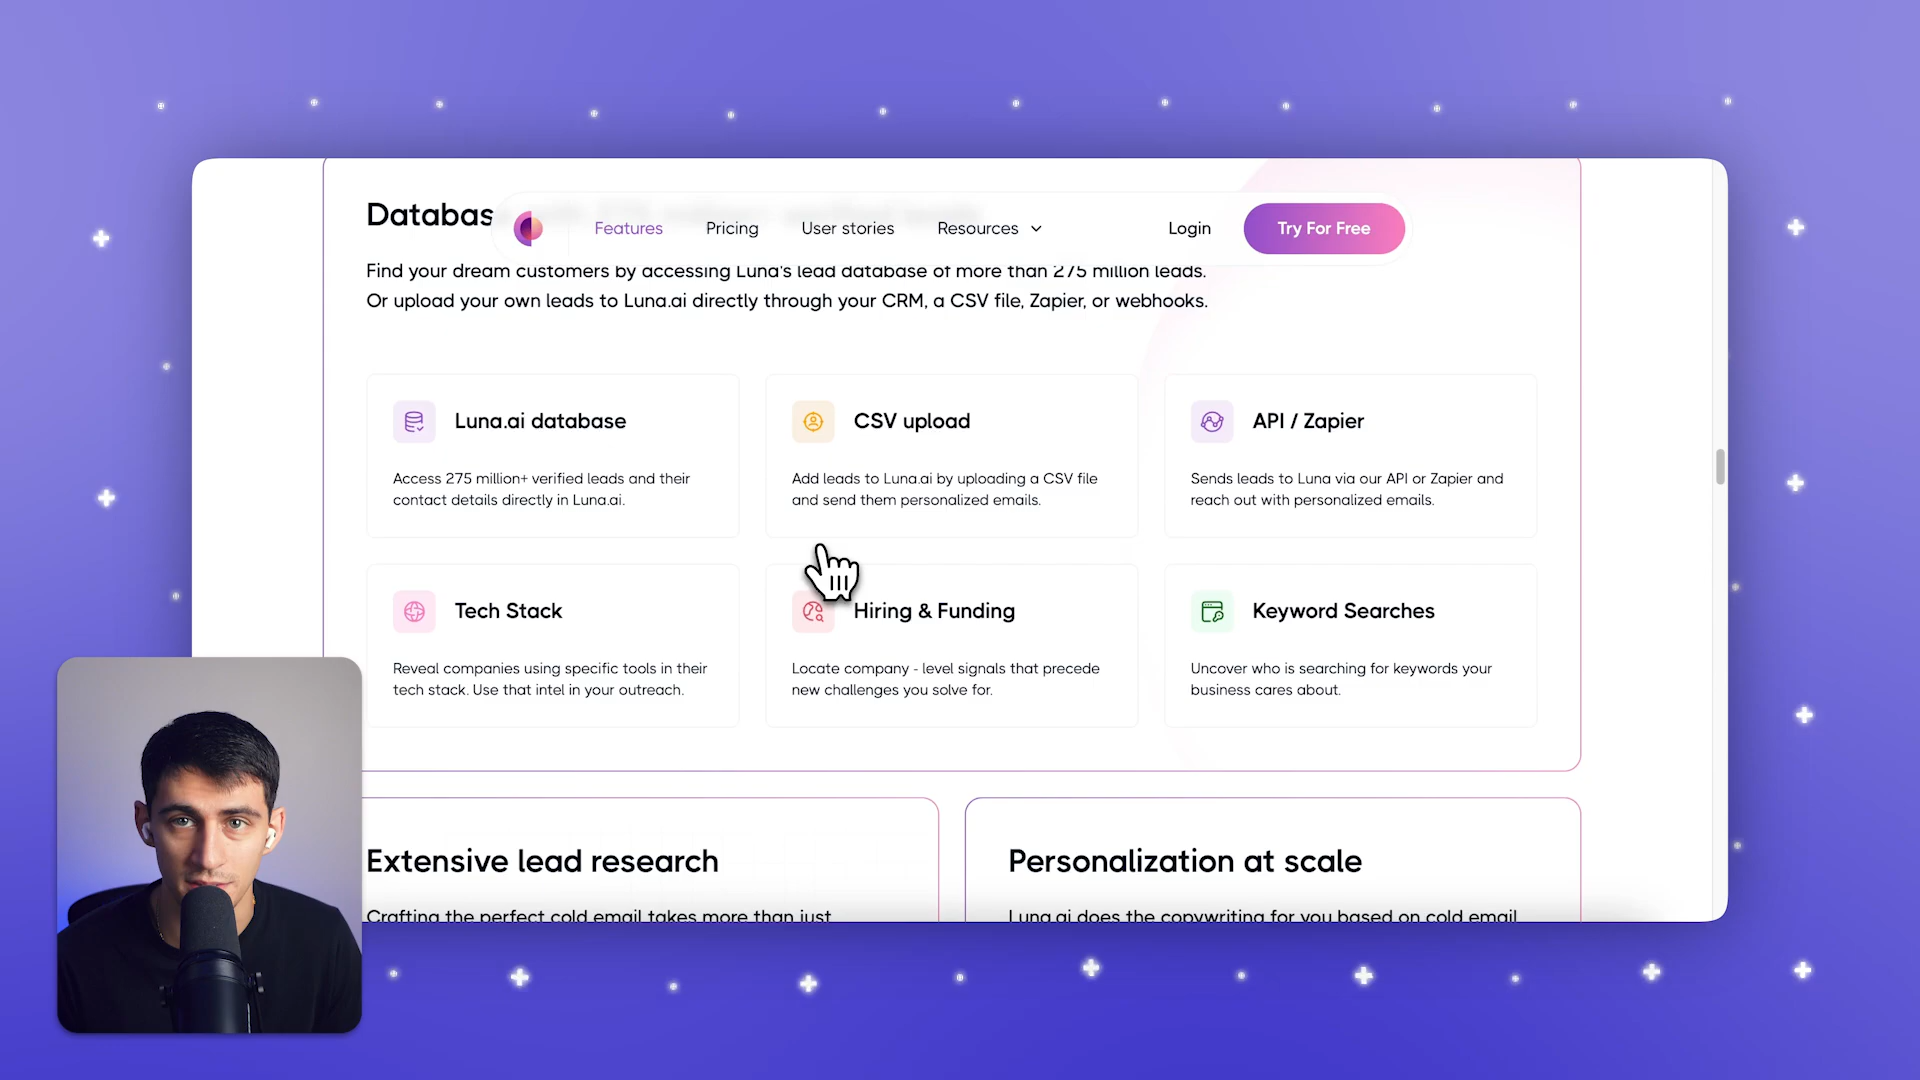 Databas
Features
Pricing
User stories
Resources
Login
Try For Free
Find your dream customers by accessing Luna's lead database of more than 275 million leads.
Or upload your own leads to Luna.ai directly through your CRM, a CSV file, Zapier, or webhooks.
Luna.ai database
Access 275 million+ verified leads and their
contact details directly in Luna.ai.
CSV upload
Add leads to Luna.ai by uploading a CSV file
and send them personalized emails.
API / Zapier
Sends leads to Luna via our API or Zapier and
reach out with personalized emails.
Tech Stack
Reveal companies using specific tools in their
tech stack. Use that intel in your outreach.
Hiring & Funding
Locate company - level signals that precede
new challenges you solve for.
Keyword Searches
Uncover who is searching for keywords your
business cares about.
Extensive lead research
Crafting the perfect cold email takes more than just
Personalization at scale
Luna.ai does the copywriting for you based on cold email